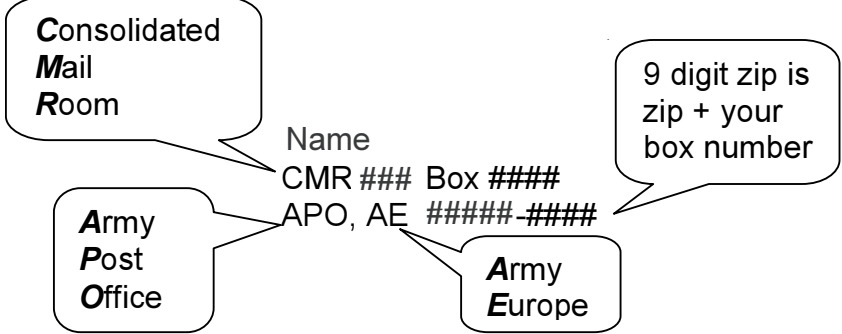 Consolidated
Mail
Room
9 digit zip is
zip + your
box number
Name
CMR ### Box ####
APO, AE #####-####
Army
Post
Office
Army
Europe